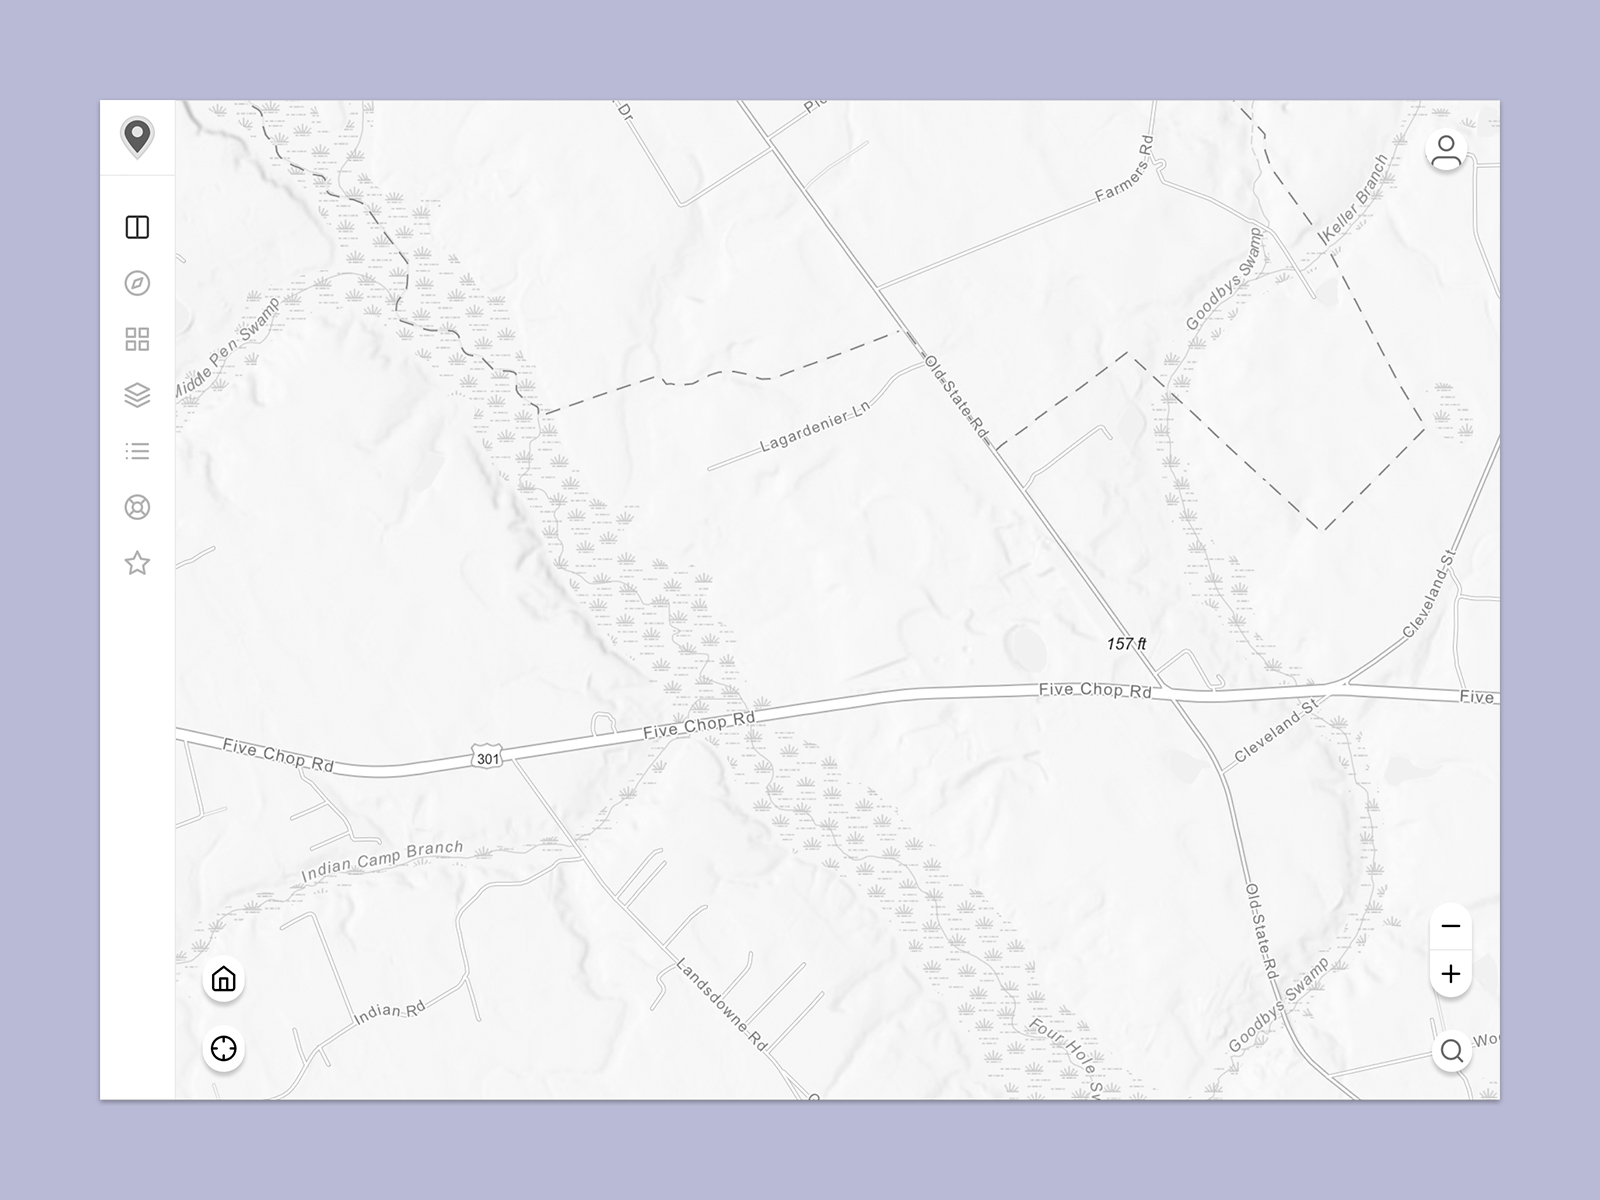 Dr
Farmers Rd
Keller Branch
Goodbys Swamp
Middle Pen Swamp
Old State Rd
Lagardenier Ln
Cleveland St
157 ft
Five Chop Rd
Five
Five Chop Rd
Cleveland St
Five Chop Rd
301
Indian Camp Branch
Old State Rd
Goodbys Swamp
Landsdowne Rd
Indian Rd
Four Hole Sw
Woo